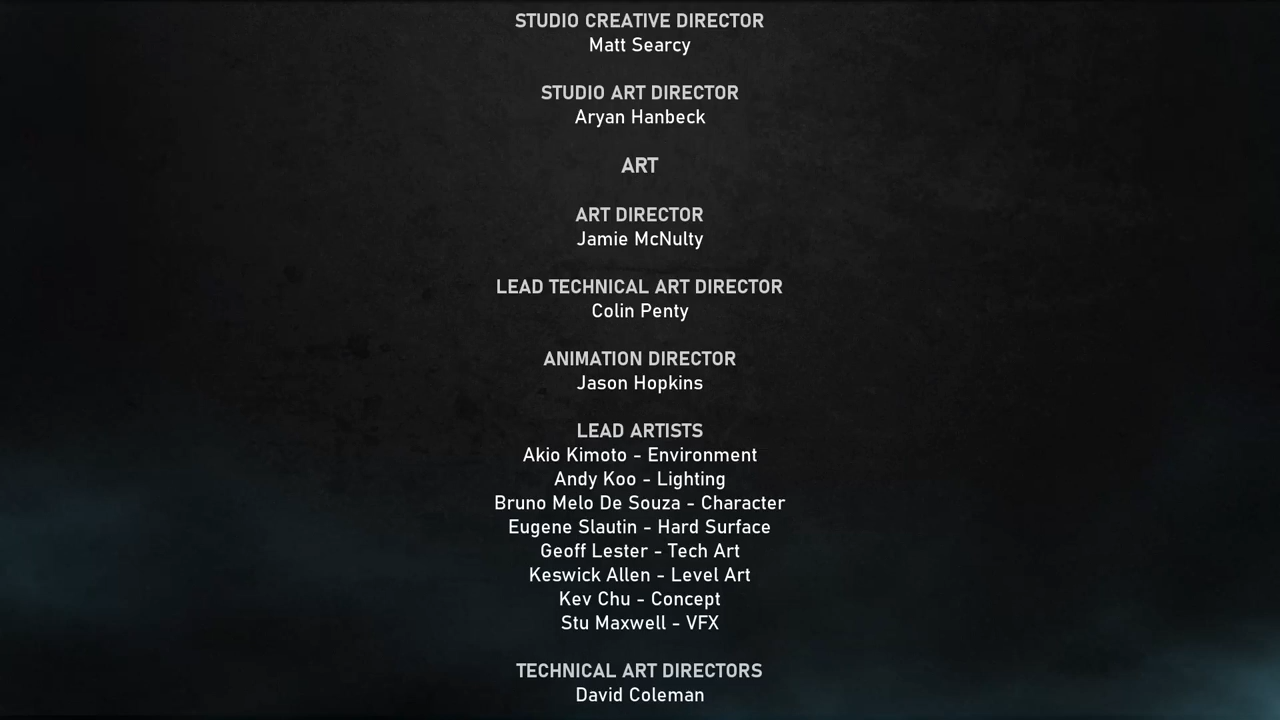 STUDIO CREATIVE DIRECTOR
Matt Searcy
STUDIO ART DIRECTOR
Aryan Hanbeck
ART
ART DIRECTOR
Jamie McNulty
LEAD TECHNICAL ART DIRECTOR
Colin Penty
ANIMATION DIRECTOR
Jason Hopkins
LEAD ARTISTS
Akio Kimoto - Environment
Andy Koo - Lighting
Bruno Melo De Souza - Character
Eugene Slautin - Hard Surface
Geoff Lester - Tech Art
Keswick Allen - Level Art
Kev Chu - Concept
Stu Maxwell - VFX
TECHNICAL ART DIRECTORS
David Coleman